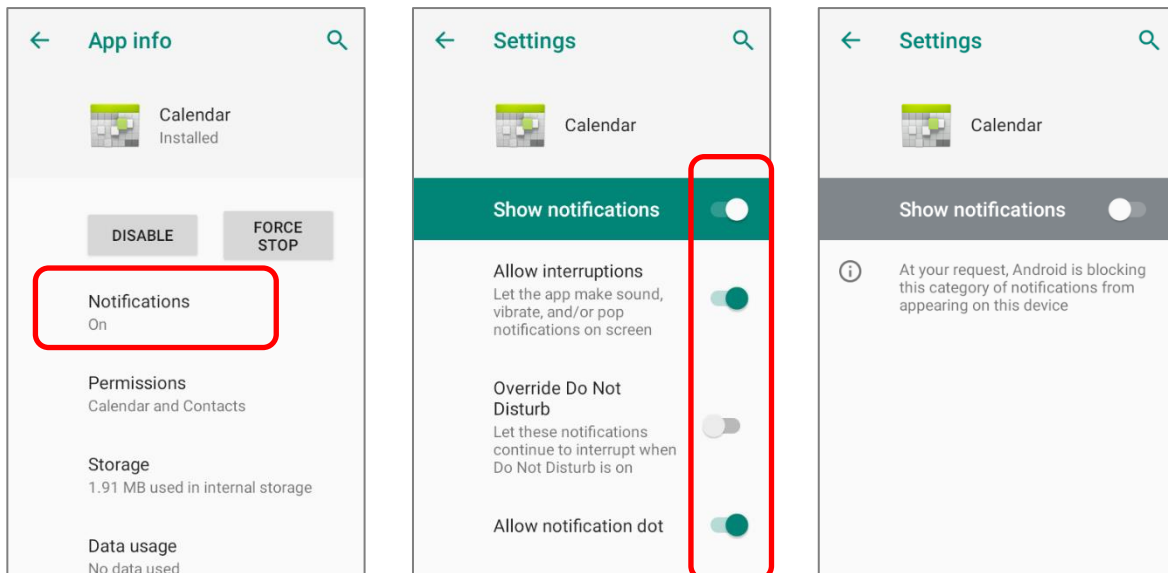 App info
Calendar
Installed
DISABLE
FORCE
STOP
Notifications
On
Permissions
Calendar and Contacts
Storage
1.91 MB used in internal storage
Data usage
No data used
Settings
Calendar
Show notifications
Allow interruptions
Let the app make sound,
vibrate, and/or pop
notifications on screen
Override Do Not
Disturb
Let these notifications
continue to interrupt when
Do Not Disturb is on
Allow notification dot
Settings
Calendar
Show notifications
At your request, Android is blocking
this category of notifications from
appearing on this device